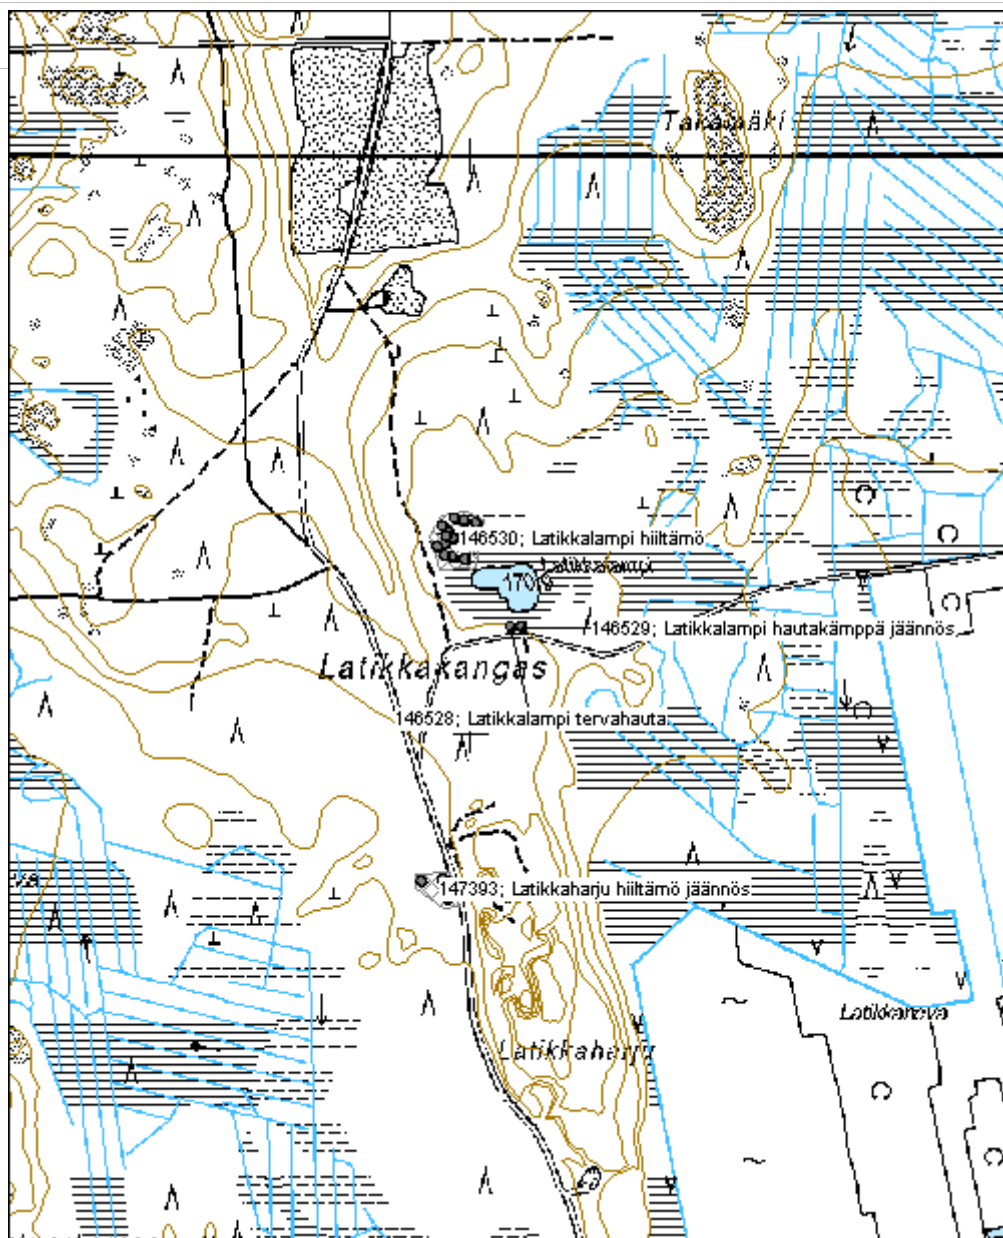 Takamäki
146530; Latikkalampi hiiltämö
Latikkalampi
170.9
146529; Latikkalampi hautakämppä jäännös
Latikkakangas
146528; Latikkalampi tervahauta
147393; Latikkaharju hiiltämö jäännös
Latikkaneva
Latikkaharju